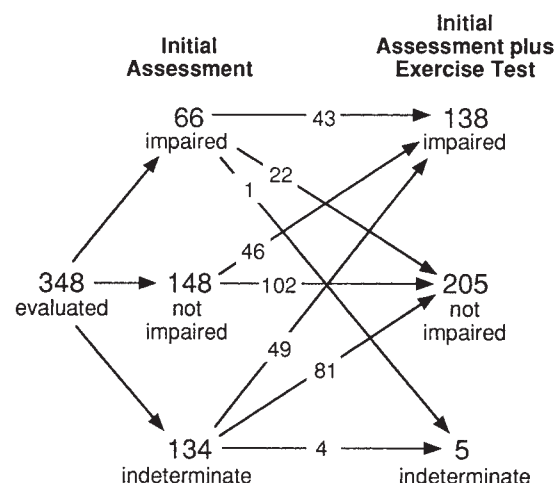 Initial
Assessment
Initial
Assessment plus
Exercise Test
66
impaired
43
138
impaired
22
1
46
348
evaluated
148
not
impaired
102
205
not
impaired
49
81
134
indeterminate
4
5
indeterminate